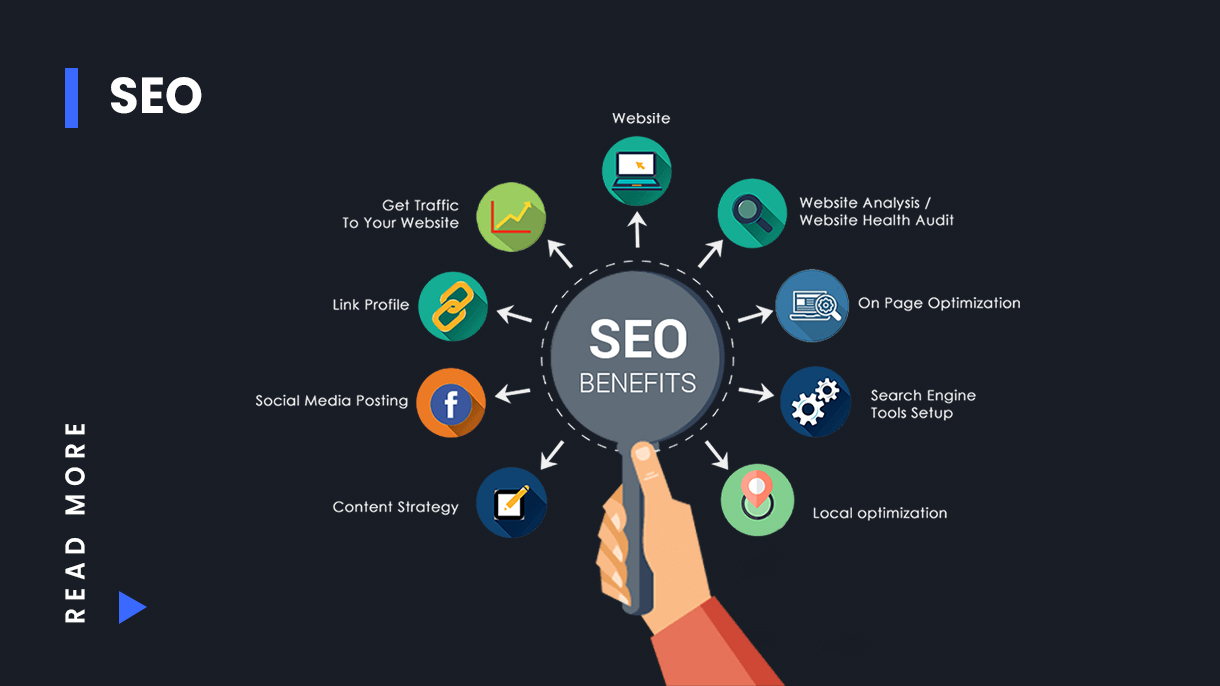 SEO
Website
Get Traffic
To Your Website
Website Analysis /
Website Health Audit
Link Profile
On Page Optimization
SEO
BENEFITS
Social Media Posting
Search Engine
Tools Setup
Content Strategy
Local optimization
READ MORE